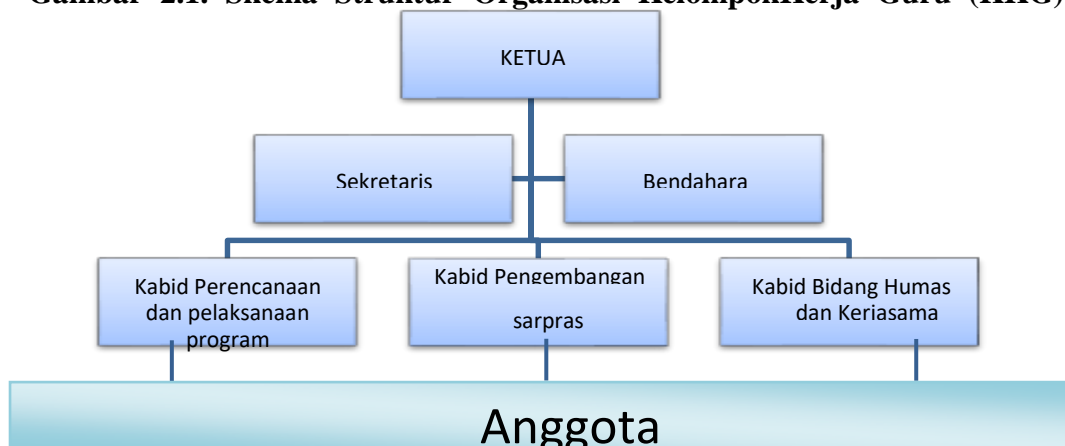 Gambar 2.1. Skema Struktur Organisasi KelompokKerja Guru (KKG)
KETUA
Sekretaris
Bendahara
Kabid Perencanaan
dan pelaksanaan
program
Kabid Pengembangan
sarpras
Kabid Bidang Humas
dan Kerjasama
Anggota